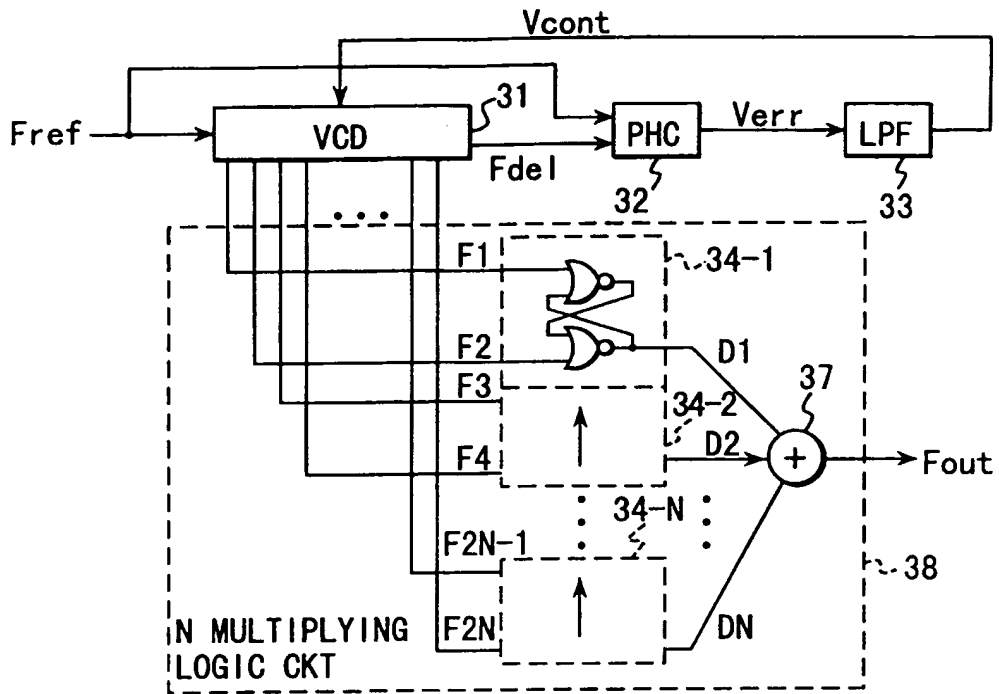 Vcont
31
Fref
VCD
PHC
Verr
LPF
Fdel
32
33
• • •
F1
34-1
F2
D1
F3
37
34-2
D2
F4
+
Fout
34-N
F2N-1
38
F2N
DN
N MULTIPLYING
LOGIC CKT